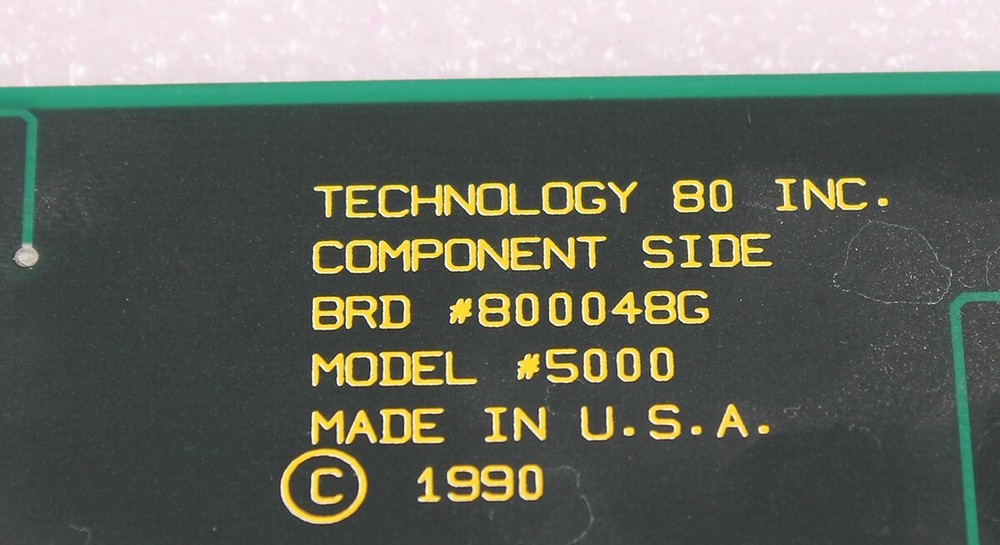 TECHNOLOGY 80 INC.
COMPONENT SIDE
BRD #800048G
MODEL #5000
MADE IN U.S.A.
© 1990